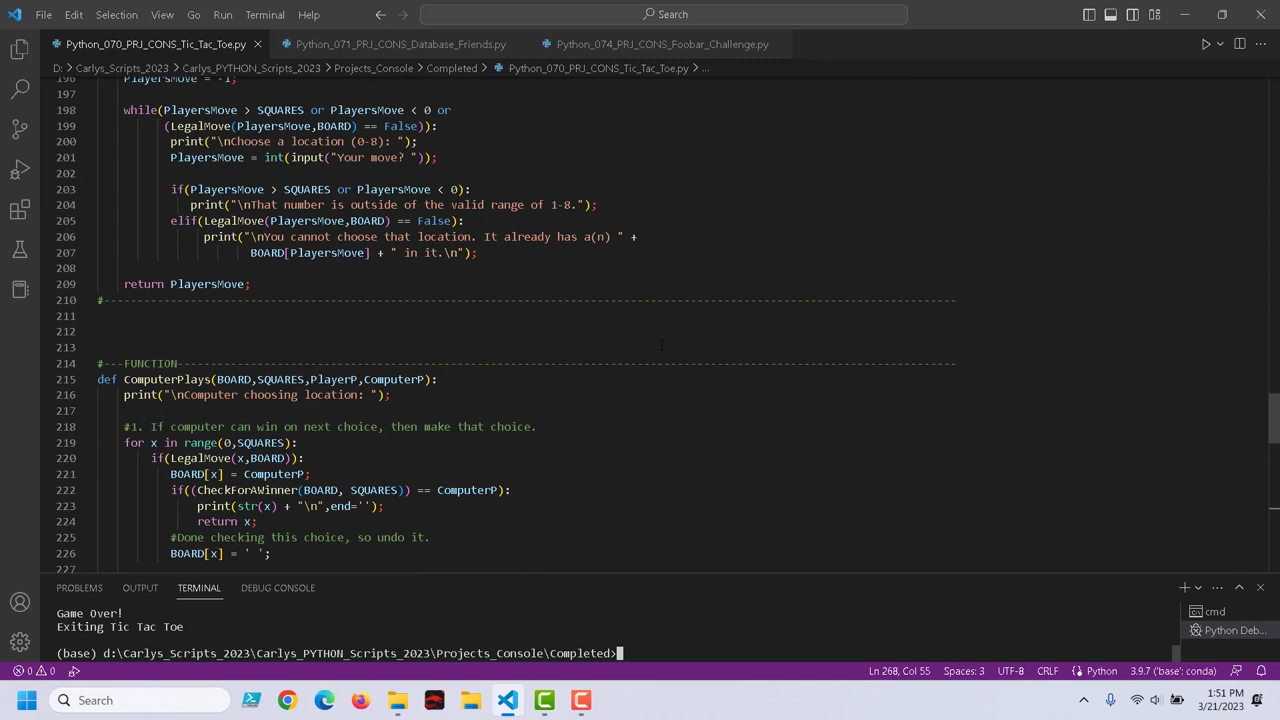 File Edit Selection View Go Run Terminal Help Search
Python_070_PRJ_CONS_Tic_Tac_Toe.py Python_071_PRJ_CONS_Database_Friends.py Python_074_PRJ_CONS_Foobar_Challenge.py
D: > Carlys_Scripts_2023 > Carlys_PYTHON_Scripts_2023 > Projects_Console > Completed > Python_070_PRJ_CONS_Tic_Tac_Toe.py > ...
196 PlayersMove = -1;
197
198 while(PlayersMove > SQUARES or PlayersMove < 0 or
199 (LegalMove(PlayersMove,BOARD) == False)):
200 print("\nChoose a location (0-8): ");
201 PlayersMove = int(input("Your move? "));
202
203 if(PlayersMove > SQUARES or PlayersMove < 0):
204 print("\nThat number is outside of the valid range of 1-8.");
205 elif(LegalMove(PlayersMove,BOARD) == False):
206 print("\nYou cannot choose that location. It already has a(n) " +
207 BOARD[PlayersMove] + " in it.\n");
208
209 return PlayersMove;
210 #--------------------------------------------------------------------------------------------------------------------------------
211
212
213
214 #---FUNCTION---------------------------------------------------------------------------------------------------------------------
215 def ComputerPlays(BOARD,SQUARES,PlayerP,ComputerP):
216 print("\nComputer choosing location: ");
217
218 #1. If computer can win on next choice, then make that choice.
219 for x in range(0,SQUARES):
220 if(LegalMove(x,BOARD)):
221 BOARD[x] = ComputerP;
222 if((CheckForAWinner(BOARD, SQUARES)) == ComputerP):
223 print(str(x) + "\n",end='');
224 return x;
225 #Done checking this choice, so undo it.
226 BOARD[x] = ' ';
227
PROBLEMS OUTPUT TERMINAL DEBUG CONSOLE
Game Over!
Exiting Tic Tac Toe
(base) d:\Carlys_Scripts_2023\Carlys_PYTHON_Scripts_2023\Projects_Console\Completed>
cmd
Python Deb...
0 0 Ln 268, Col 55 Spaces: 3 UTF-8 CRLF Python 3.9.7 ('base': conda)
Search 1:51 PM
3/21/2023